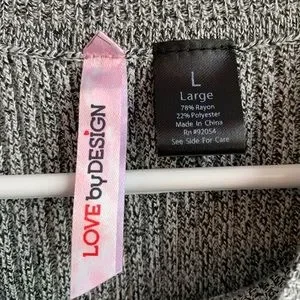 LOVE by DESIGN
L
Large
78% Rayon
22% Polyester
Made In China
Rn#92054
See Side For Care